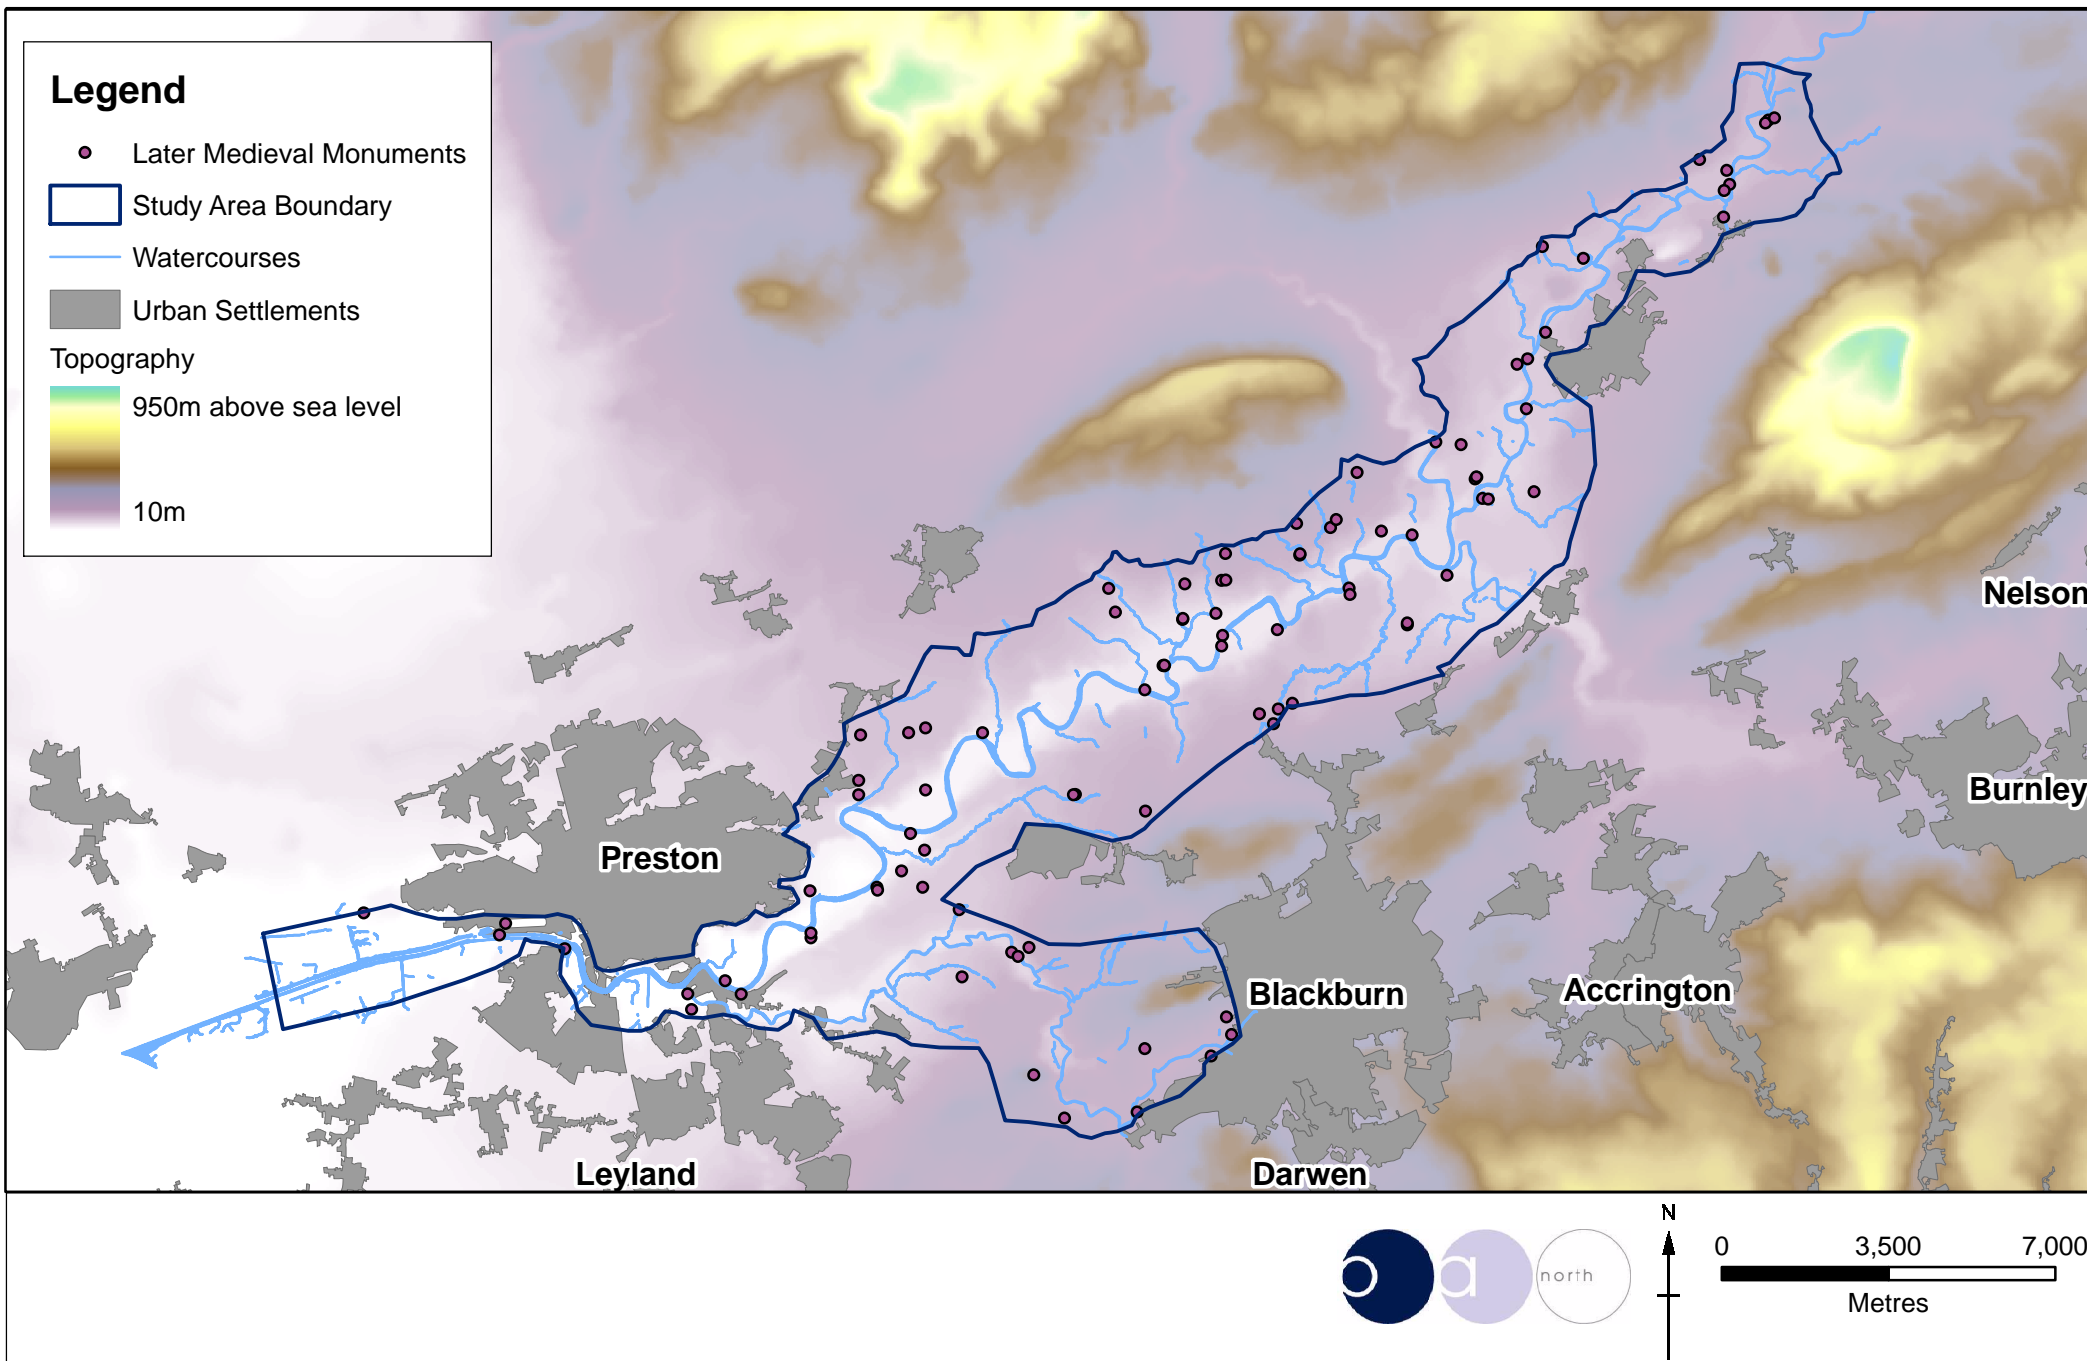 Legend
Later Medieval Monuments
Study Area Boundary
Watercourses
Urban Settlements
Topography
950m above sea level
10m
Nelson
Burnley
Preston
Blackburn
Accrington
Leyland
Darwen
oa north
N
0 3,500 7,000
Metres